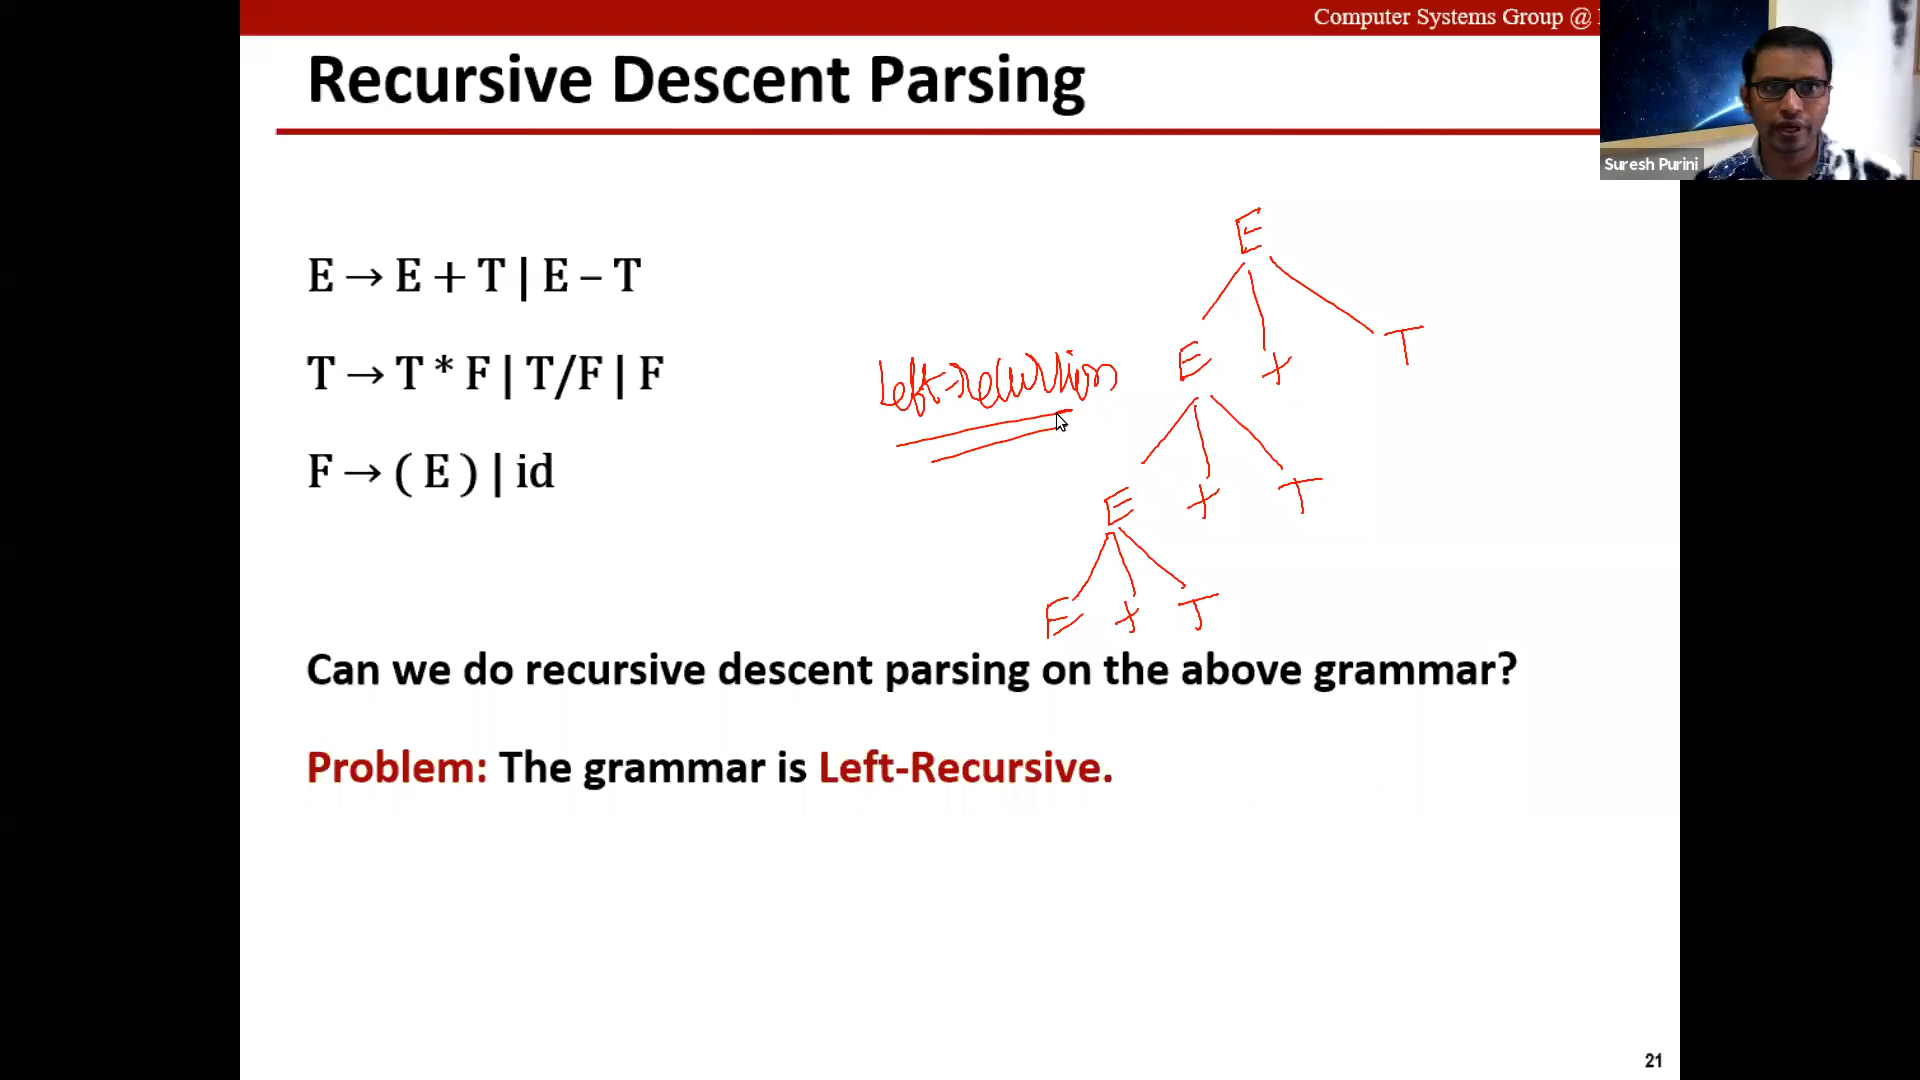 Computer Systems Group @
Recursive Descent Parsing
Suresh Purini
E → E + T | E – T
T → T * F | T/F | F
F → ( E ) | id
Left-recursion
E
E + T
E + T
E + T
Can we do recursive descent parsing on the above grammar?
Problem: The grammar is Left-Recursive.
21